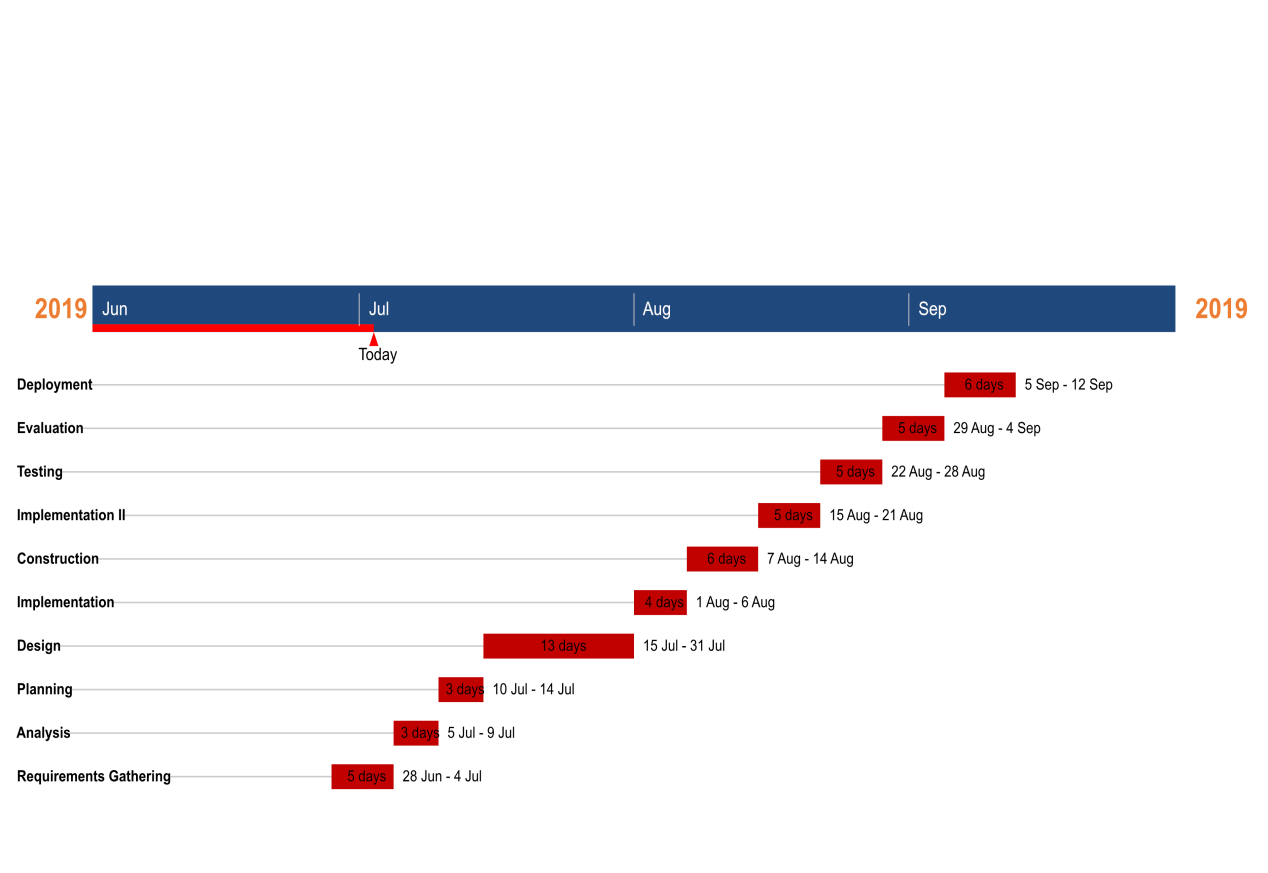 2019 Jun Jul Aug Sep 2019
Today
Deployment 6 days 5 Sep - 12 Sep
Evaluation 5 days 29 Aug - 4 Sep
Testing 5 days 22 Aug - 28 Aug
Implementation II 5 days 15 Aug - 21 Aug
Construction 6 days 7 Aug - 14 Aug
Implementation 4 days 1 Aug - 6 Aug
Design 13 days 15 Jul - 31 Jul
Planning 3 days 10 Jul - 14 Jul
Analysis 3 days 5 Jul - 9 Jul
Requirements Gathering 5 days 28 Jun - 4 Jul